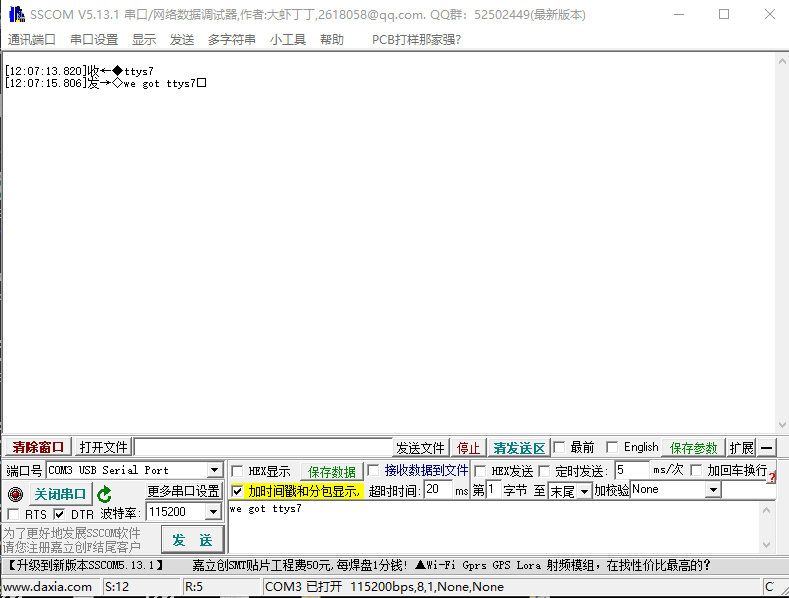 SSCOM V5.13.1 串口/网络数据调试器,作者:大虾丁丁,2618058@qq.com. QQ群: 52502449(最新版本)
通讯端口 串口设置 显示 发送 多字符串 小工具 帮助 PCB打样那家强?
[12:07:13.820]收←◆ttys7
[12:07:15.806]发→◇we got ttys7□
清除窗口 打开文件 发送文件 停止 清发送区 最前 English 保存参数 扩展 —
端口号 COM3 USB Serial Port HEX显示 保存数据 接收数据到文件 HEX发送 定时发送: 5 ms/次 加回车换行
关闭串口 更多串口设置 加时间戳和分包显示, 超时时间: 20 ms 第 1 字节 至 末尾 加校验 None ?
RTS DTR 波特率: 115200 we got ttys7
为了更好地发展SSCOM软件
请您注册嘉立创F结尾客户
发 送
【升级到新版本SSCOM5.13.1】 嘉立创SMT贴片工程费50元,每焊盘1分钱! ▲Wi-Fi Gprs GPS Lora 射频模组, 在找性价比最高的?
www.daxia.com S:12 R:5 COM3 已打开 115200bps,8,1,None,None C